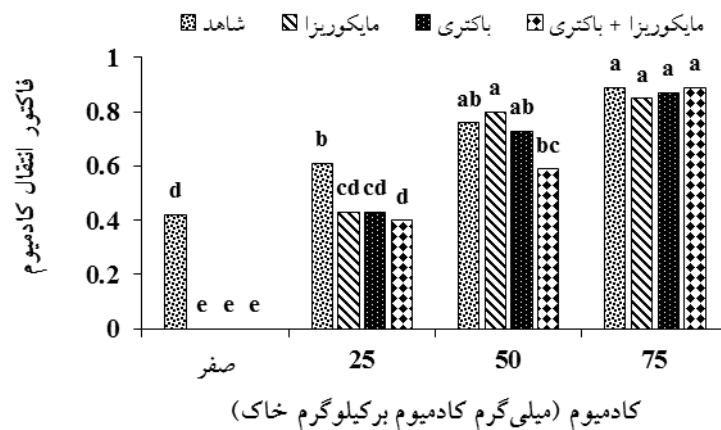 شاهد مایکوریزا باکتری مایکوریزا + باکتری
فاکتور انتقال کادمیوم
1
0.8
0.6
0.4
0.2
0
d e e e
b cd cd d
ab a ab bc
a a a a
صفر 25 50 75
کادمیوم (میلی‌گرم کادمیوم برکیلوگرم خاک)